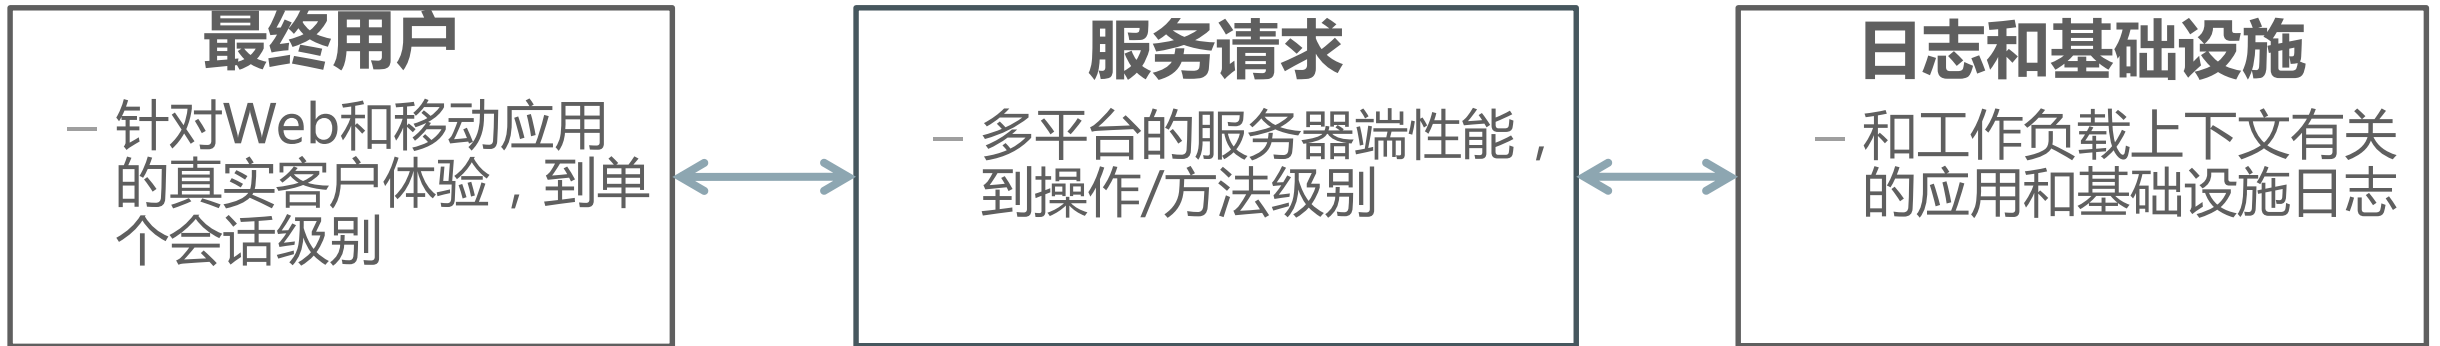 最终用户
– 针对Web和移动应用
的真实客户体验，到单
个会话级别
服务请求
– 多平台的服务器端性能，
到操作/方法级别
日志和基础设施
– 和工作负载上下文有关
的应用和基础设施日志